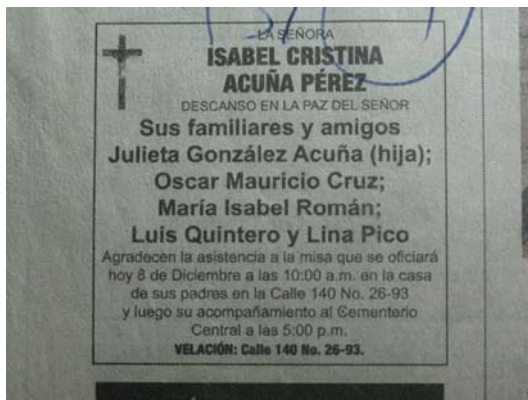 LA SEÑORA
ISABEL CRISTINA
ACUÑA PÉREZ
DESCANSO EN LA PAZ DEL SEÑOR
Sus familiares y amigos
Julieta González Acuña (hija);
Oscar Mauricio Cruz;
María Isabel Román;
Luis Quintero y Lina Pico
Agradecen la asistencia a la misa que se oficiará
hoy 8 de Diciembre a las 10:00 a.m. en la casa
de sus padres en la Calle 140 No. 26-93
y luego su acompañamiento al Cementerio
Central a las 5:00 p.m.
VELACIÓN: Calle 140 No. 26-93.